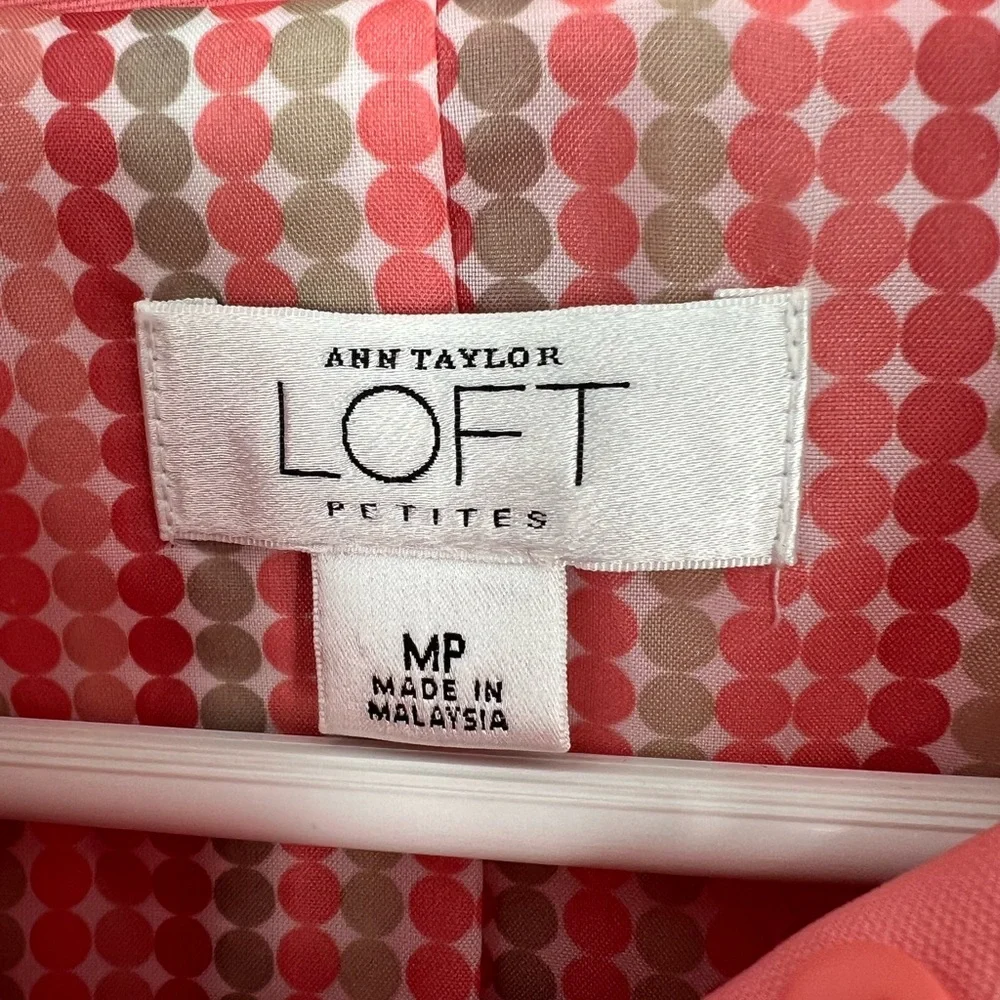 ANN TAYLOR
LOFT
PETITES
MP
MADE IN
MALAYSIA